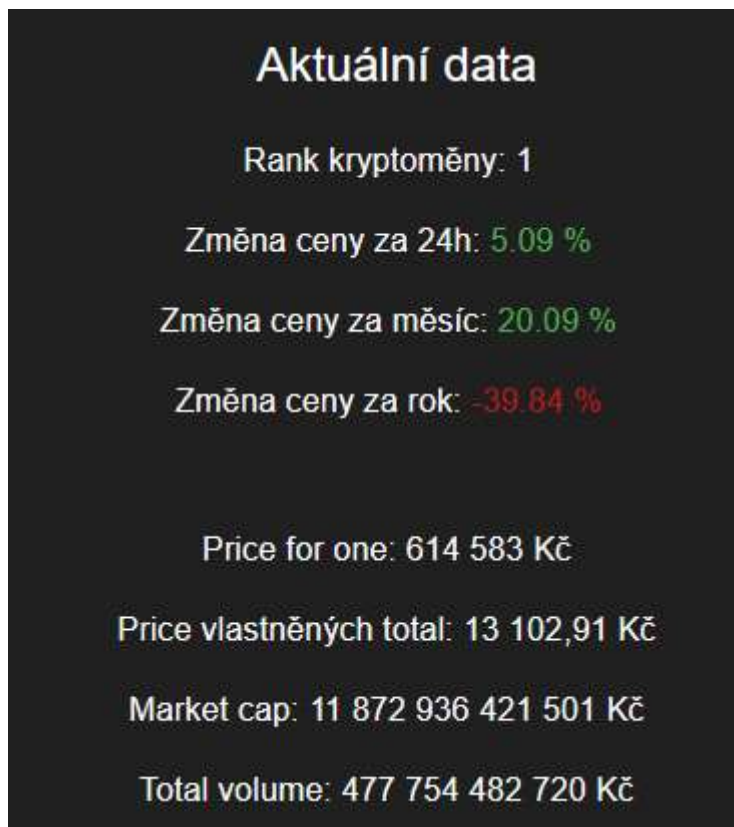 Aktuální data
Rank kryptoměny: 1
Změna ceny za 24h: 5.09 %
Změna ceny za měsíc: 20.09 %
Změna ceny za rok: -39.84 %
Price for one: 614 583 Kč
Price vlastněných total: 13 102,91 Kč
Market cap: 11 872 936 421 501 Kč
Total volume: 477 754 482 720 Kč